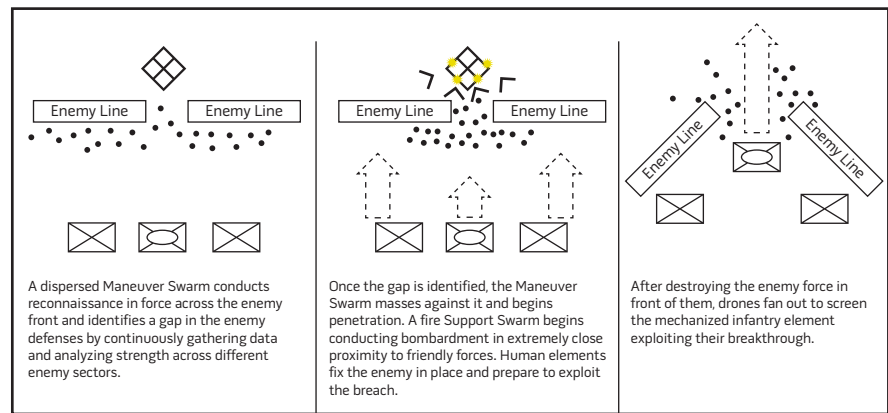 Enemy Line
Enemy Line
A dispersed Maneuver Swarm conducts
reconnaissance in force across the enemy
front and identifies a gap in the enemy
defenses by continuously gathering data
and analyzing strength across different
enemy sectors.
Enemy Line
Enemy Line
Once the gap is identified, the Maneuver
Swarm masses against it and begins
penetration. A fire Support Swarm begins
conducting bombardment in extremely close
proximity to friendly forces. Human elements
fix the enemy in place and prepare to exploit
the breach.
Enemy Line
Enemy Line
After destroying the enemy force in
front of them, drones fan out to screen
the mechanized infantry element
exploiting their breakthrough.